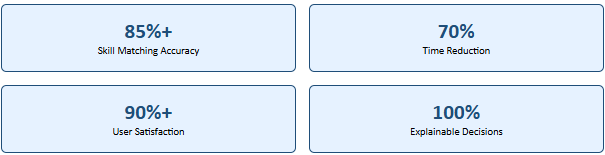 85%+
Skill Matching Accuracy
70%
Time Reduction
90%+
User Satisfaction
100%
Explainable Decisions